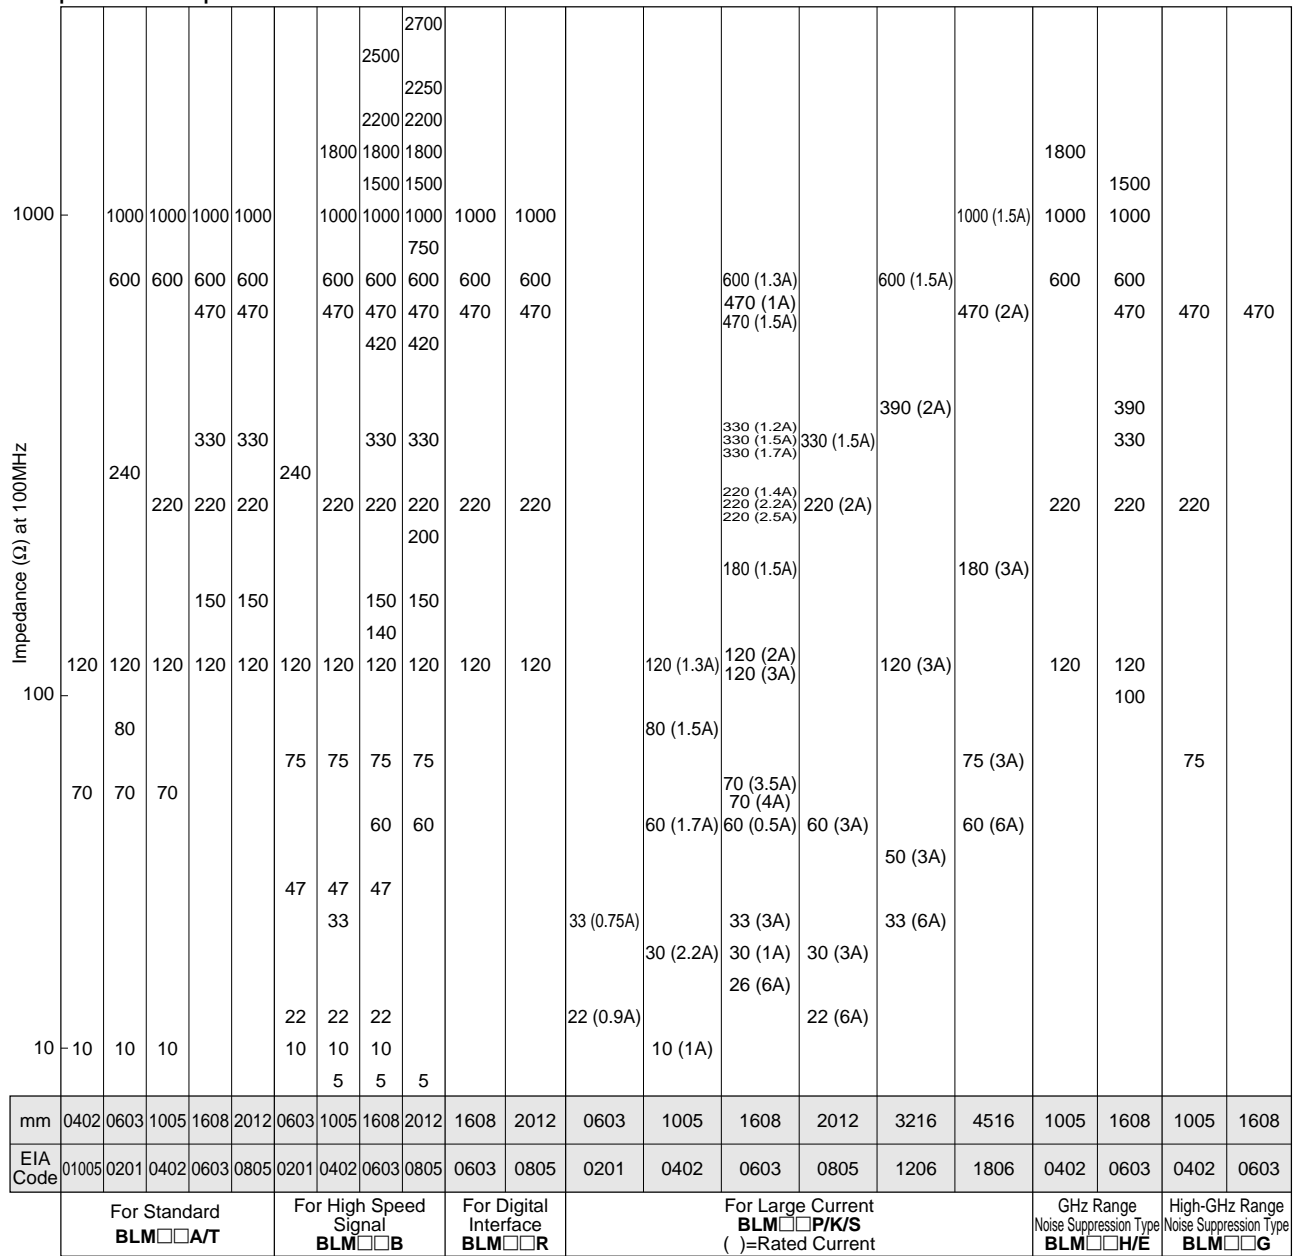 2700
2500
2250
2200 2200
1800 1800 1800 1800
1500 1500 1500
1000 1000 1000 1000 1000 1000 1000 1000 1000 1000 1000 (1.5A) 1000 1000
750
600 600 600 600 600 600 600 600 600 600 (1.3A) 600 (1.5A) 600 600
470 (1A)
470 470 470 470 470 470 470 470 (2A) 470 470 470
470 (1.5A)
420 420
390 (2A) 390
330 (1.2A)
330 330 330 330 330 (1.5A) 330 (1.5A) 330
330 (1.7A)
240 240
220 (1.4A)
220 220 220 220 220 220 220 220 220 (2.2A) 220 (2A) 220 220 220
220 (2.5A)
200
180 (1.5A) 180 (3A)
150 150 150 150
140
120 (2A)
120 120 120 120 120 120 120 120 120 120 120 120 (1.3A) 120 (3A) 120 120
120 (3A)
100 100
80 80 (1.5A)
75 75 75 75 75 (3A) 75
70 (3.5A)
70 70 70
70 (4A)
60 60 60 (1.7A) 60 (0.5A) 60 (3A) 60 (6A)
50 (3A)
47 47 47
33 33 (0.75A) 33 (3A) 33 (6A)
30 (2.2A) 30 (1A) 30 (3A)
26 (6A)
22 22 22 22 (0.9A) 22 (6A)
10 10 10 10 10 10 10 10 (1A)
5 5 5
Impedance (Ω) at 100MHz
mm 0402 0603 1005 1608 2012 0603 1005 1608 2012 1608 2012 0603 1005 1608 2012 3216 4516 1005 1608 1005 1608
EIA
Code 01005 0201 0402 0603 0805 0201 0402 0603 0805 0603 0805 0201 0402 0603 0805 1206 1806 0402 0603 0402 0603
For Standard
BLM□□A/T
For High Speed
Signal
BLM□□B
For Digital
Interface
BLM□□R
For Large Current
BLM□□P/K/S
( )=Rated Current
GHz Range
Noise Suppression Type
BLM□□H/E
High-GHz Range
Noise Suppression Type
BLM□□G